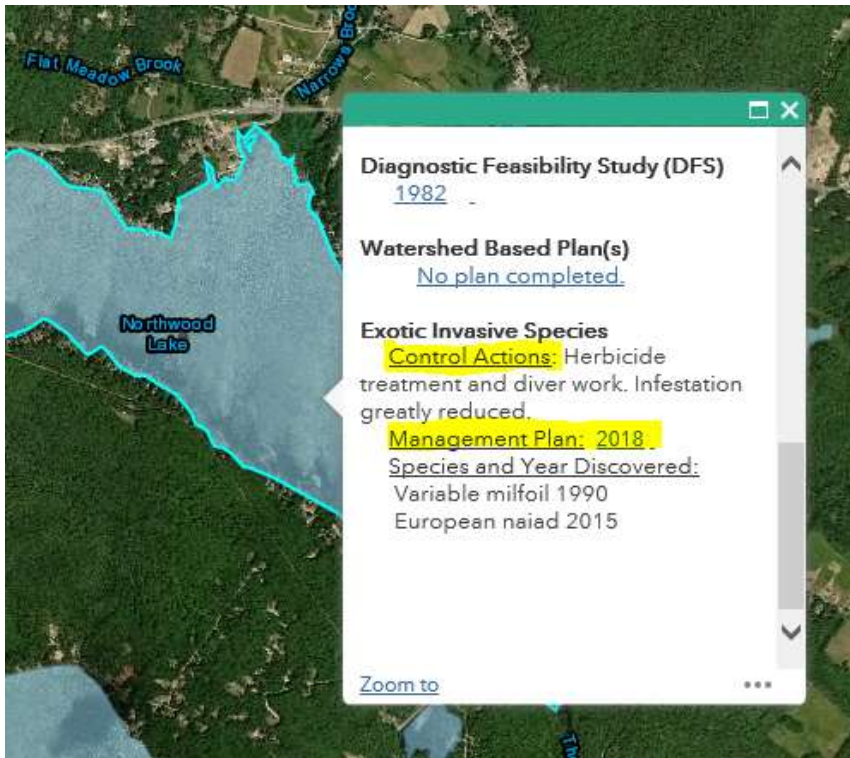 Flat Meadow Brook
Narrows Broo
Northwood
Lake
Diagnostic Feasibility Study (DFS)
1982
Watershed Based Plan(s)
No plan completed.
Exotic Invasive Species
Control Actions: Herbicide
treatment and diver work. Infestation
greatly reduced.
Management Plan: 2018
Species and Year Discovered:
Variable milfoil 1990
European naiad 2015
Zoom to
Th